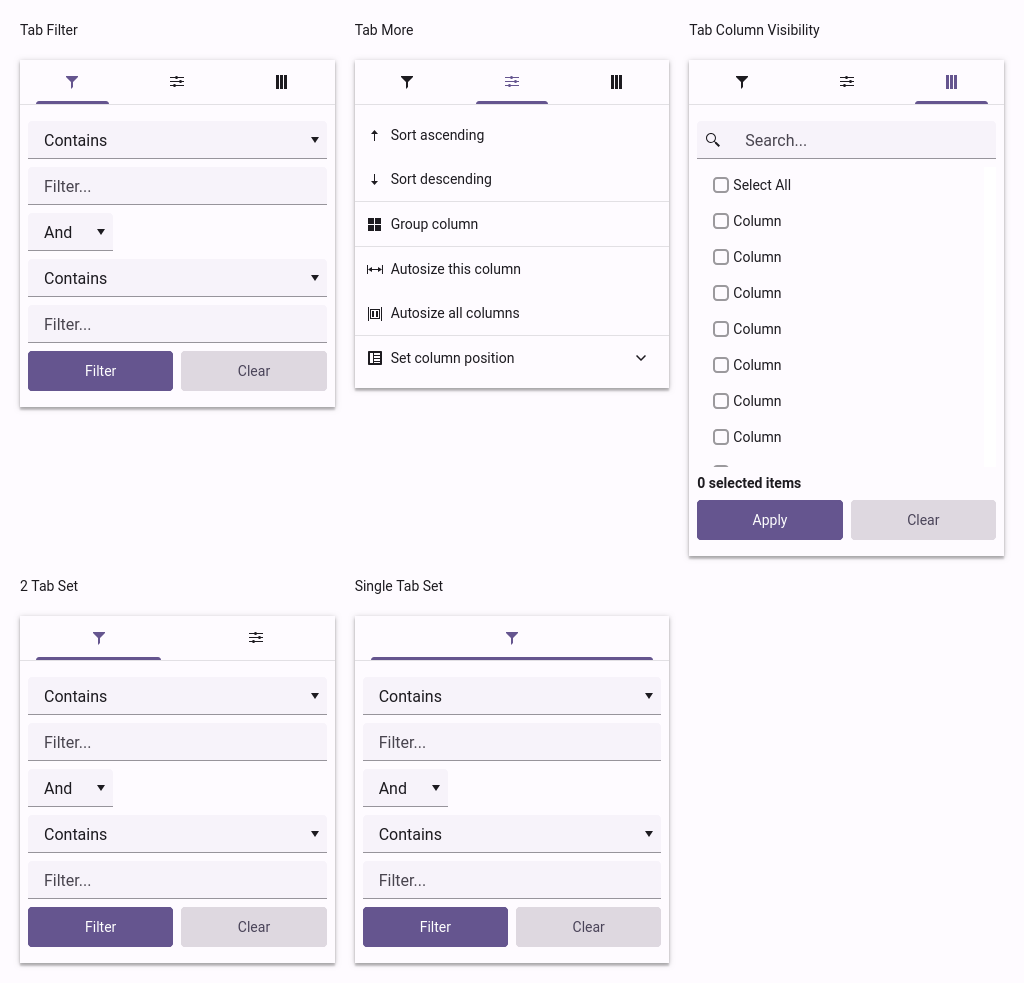 Tab Filter
Contains
Filter...
And
Contains
Filter...
Filter
Clear
Tab More
Sort ascending
Sort descending
Group column
Autosize this column
Autosize all columns
Set column position
Tab Column Visibility
Search...
Select All
Column
Column
Column
Column
Column
Column
Column
0 selected items
Apply
Clear
2 Tab Set
Contains
Filter...
And
Contains
Filter...
Filter
Clear
Single Tab Set
Contains
Filter...
And
Contains
Filter...
Filter
Clear